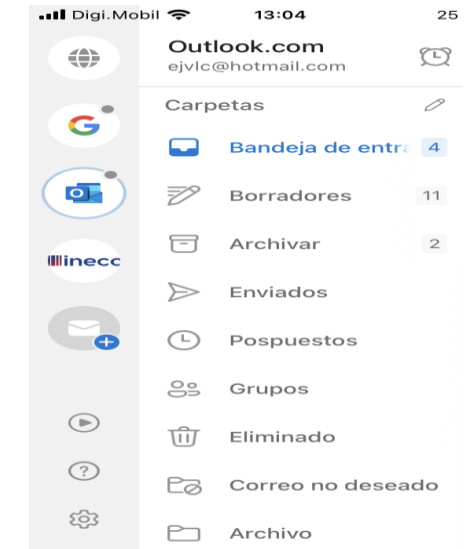 Digi.Mobil 13:04 25
Outlook.com
ejvlc@hotmail.com
Carpetas
Bandeja de entra 4
Borradores 11
inecc
Archivar 2
Enviados
Pospuestos
Grupos
Eliminado
Correo no deseado
Archivo